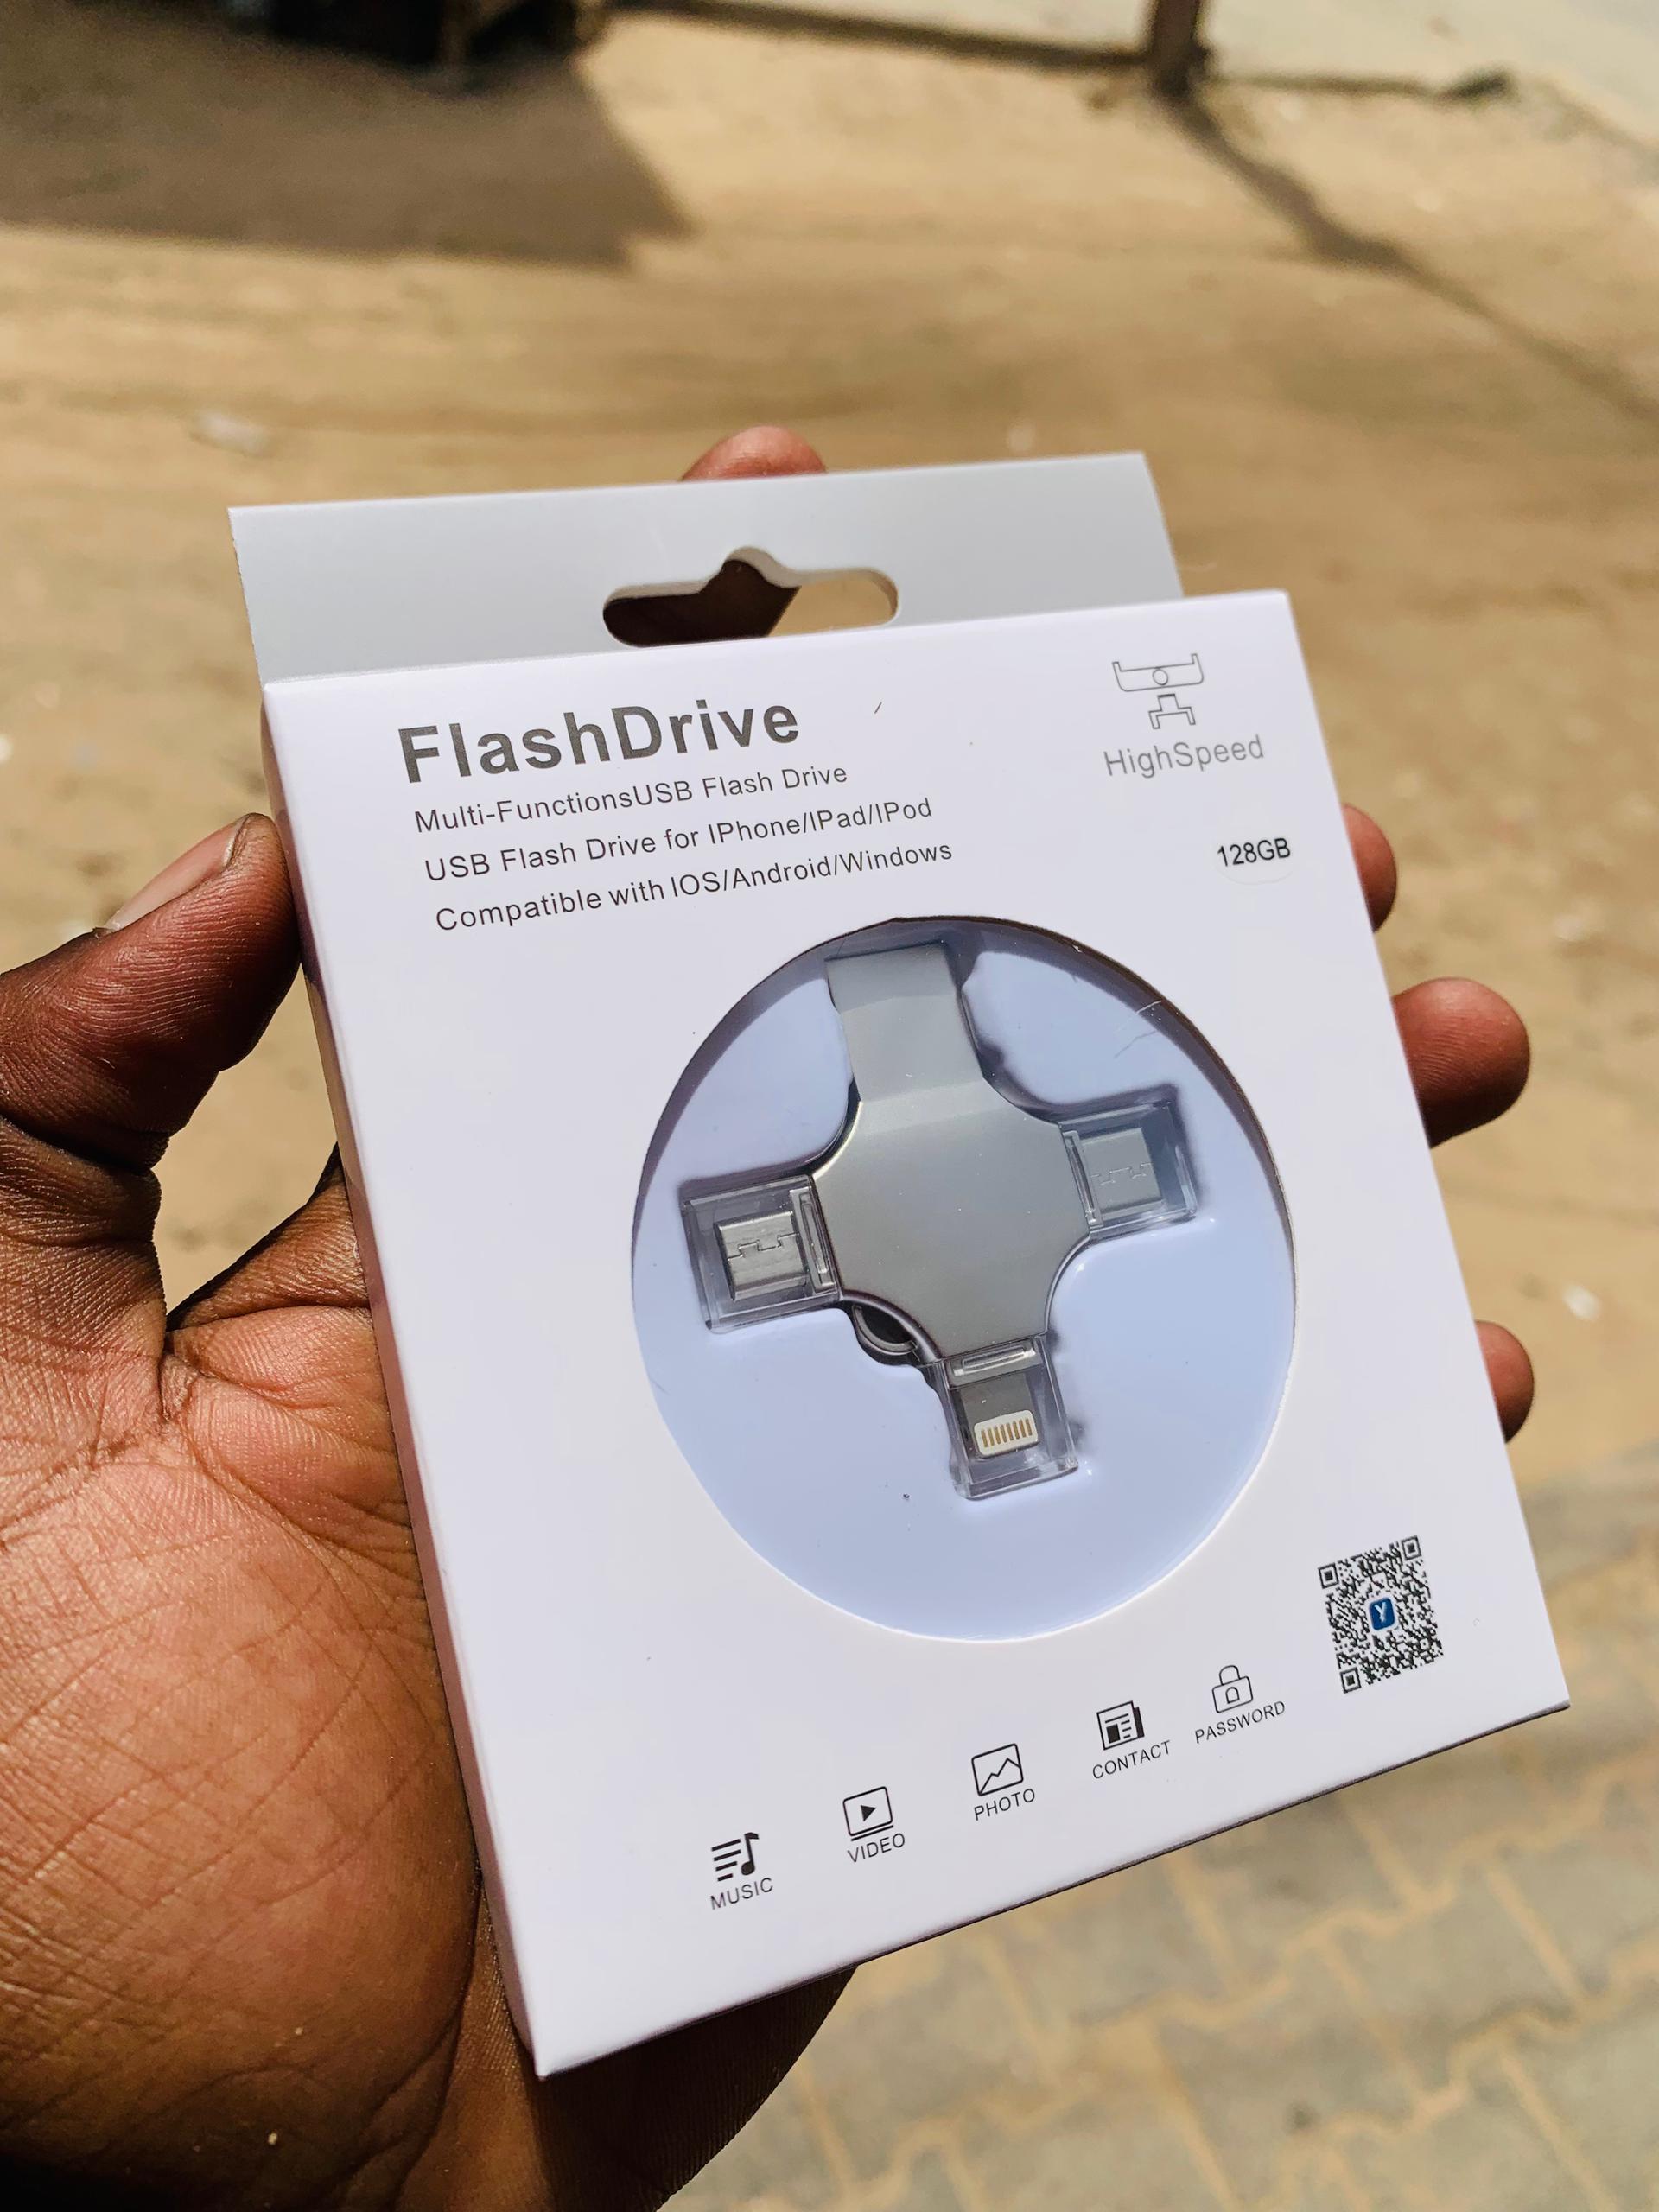 FlashDrive
Multi-FunctionsUSB Flash Drive
USB Flash Drive for IPhone/IPad/IPod
Compatible with IOS/Android/Windows
HighSpeed
128GB
MUSIC
VIDEO
PHOTO
CONTACT
PASSWORD